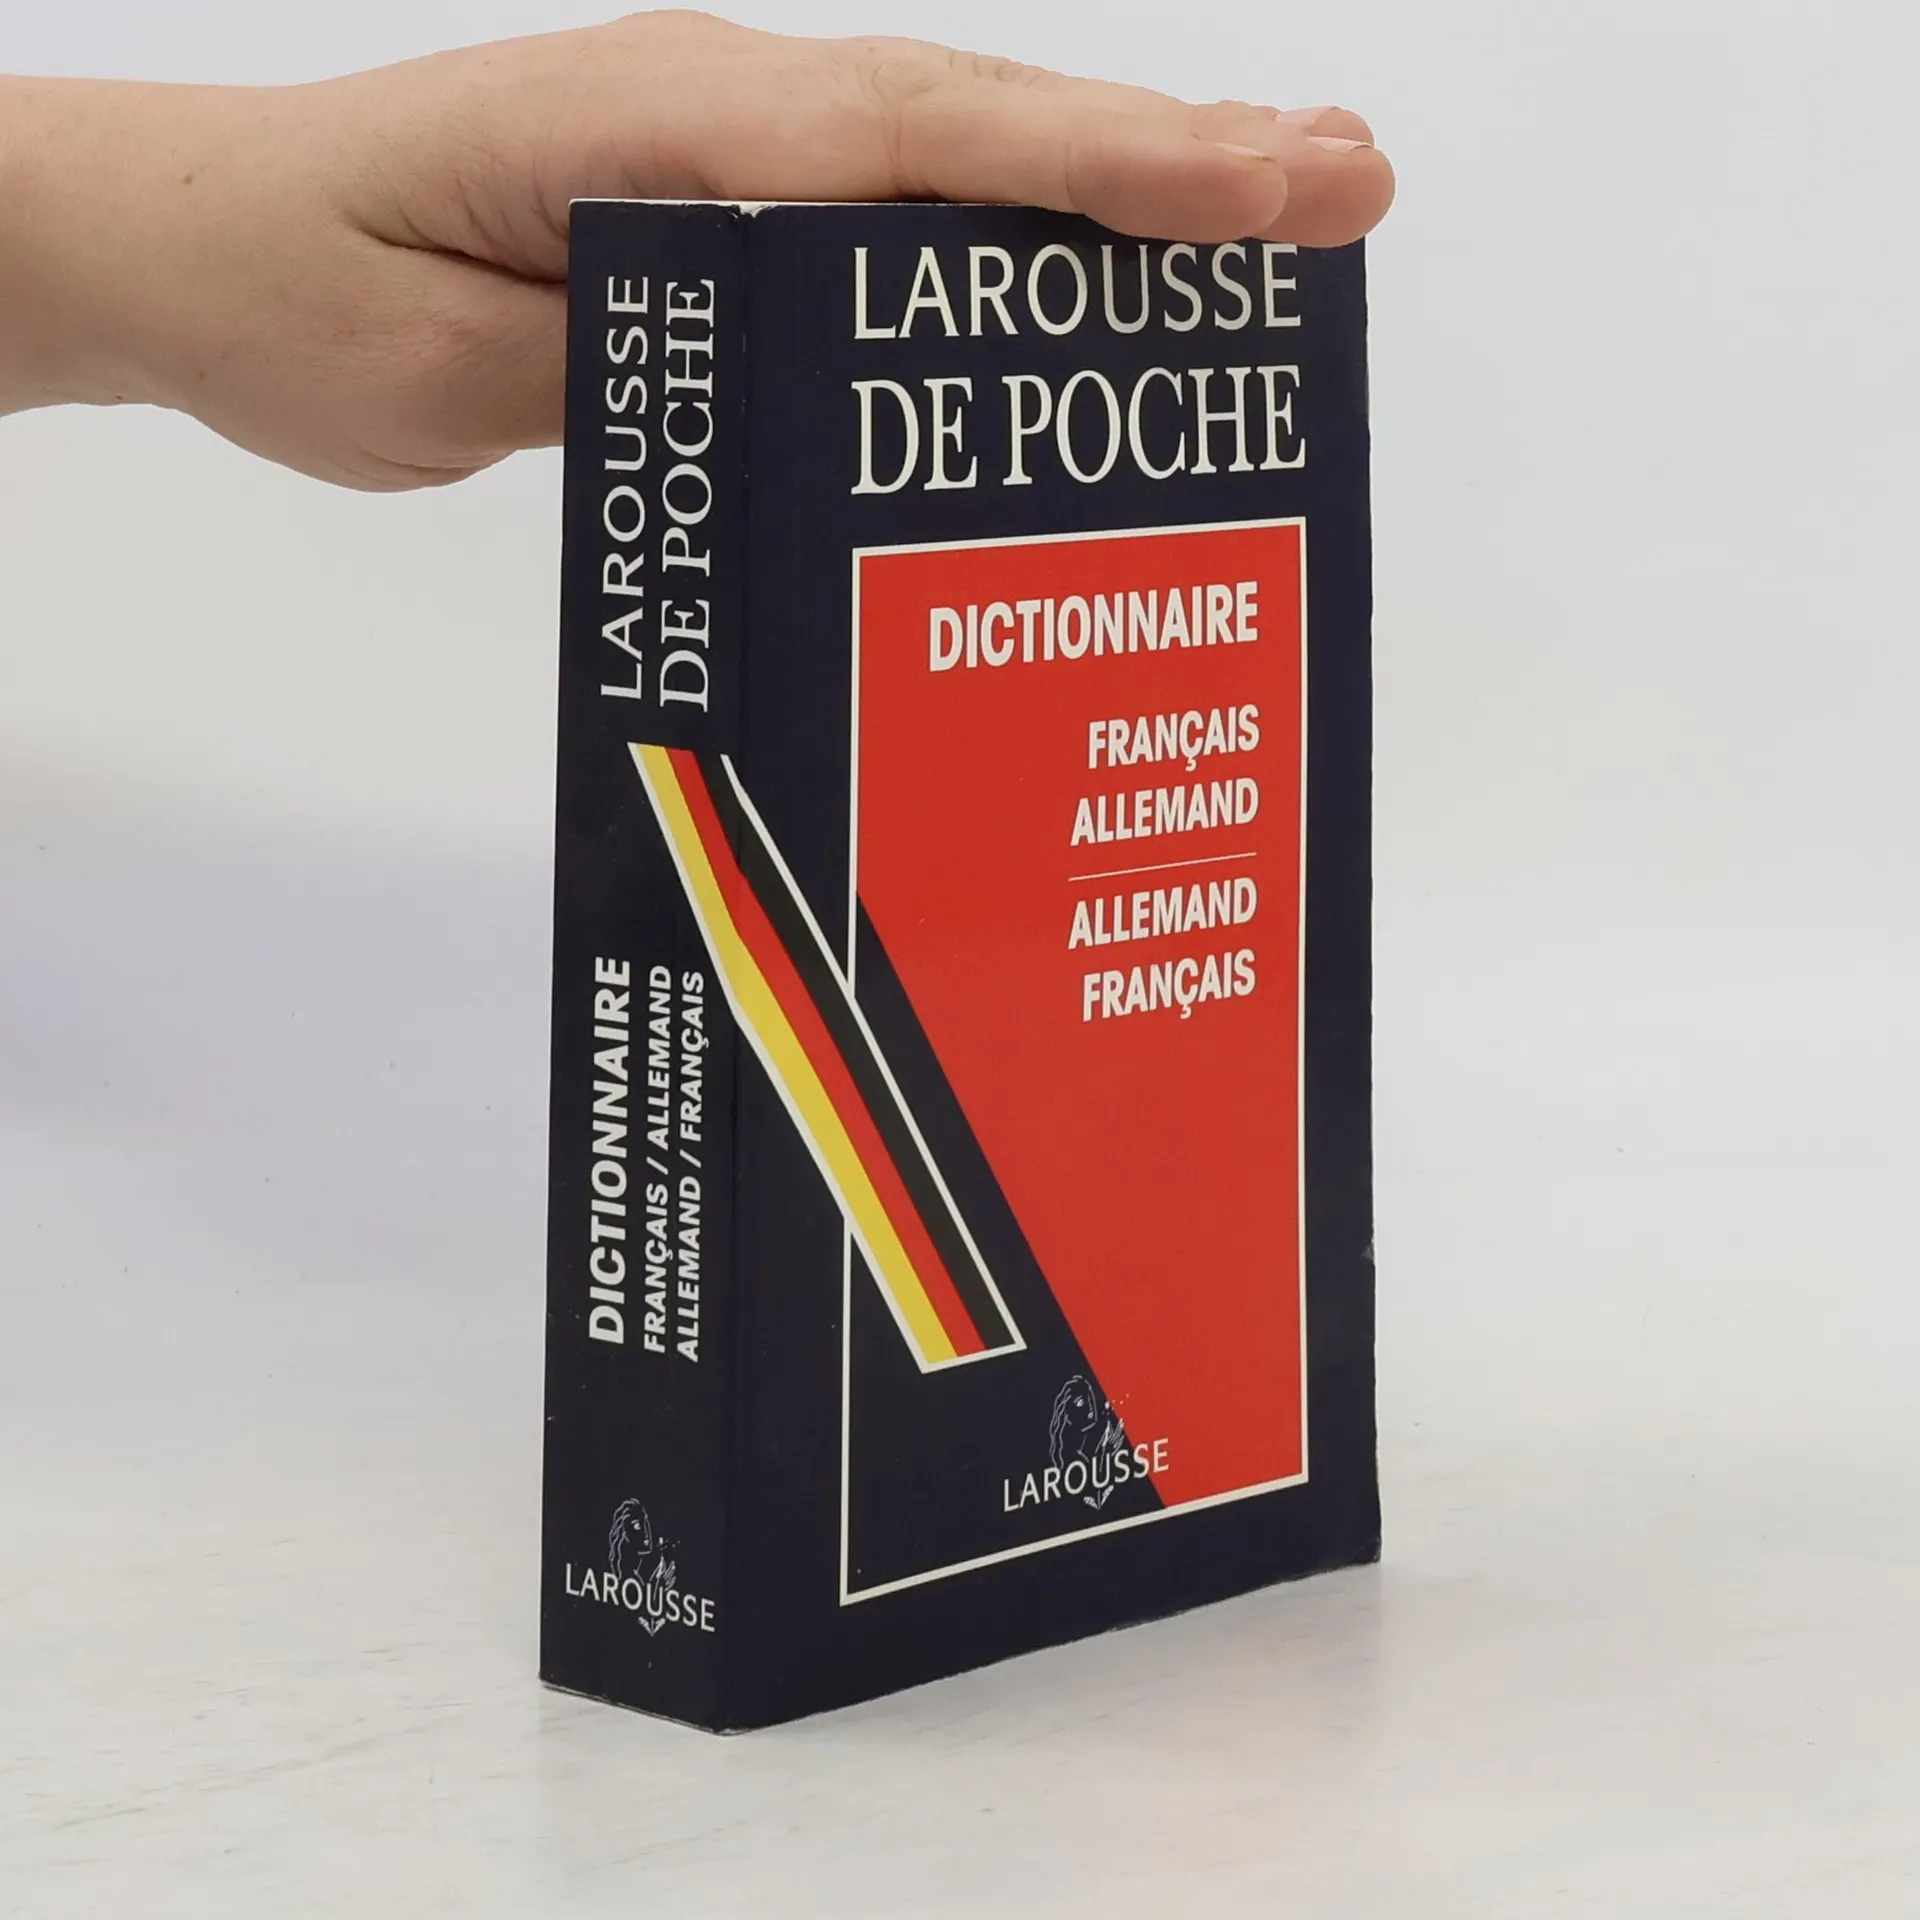 LAROUSSE
DE POCHE
DICTIONNAIRE
FRANÇAIS / ALLEMAND
ALLEMAND / FRANÇAIS
LAROUSSE
LAROUSSE
DE POCHE
DICTIONNAIRE
FRANÇAIS
ALLEMAND
ALLEMAND
FRANÇAIS
LAROUSSE